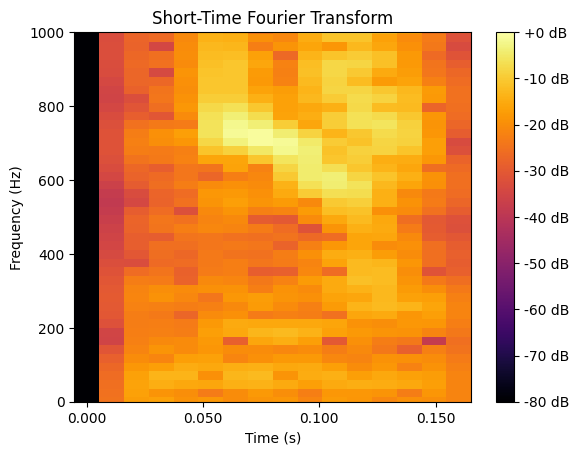 Short-Time Fourier Transform
1000
800
600
400
200
0
Frequency (Hz)
0.000
0.050
0.100
0.150
Time (s)
+0 dB
-10 dB
-20 dB
-30 dB
-40 dB
-50 dB
-60 dB
-70 dB
-80 dB